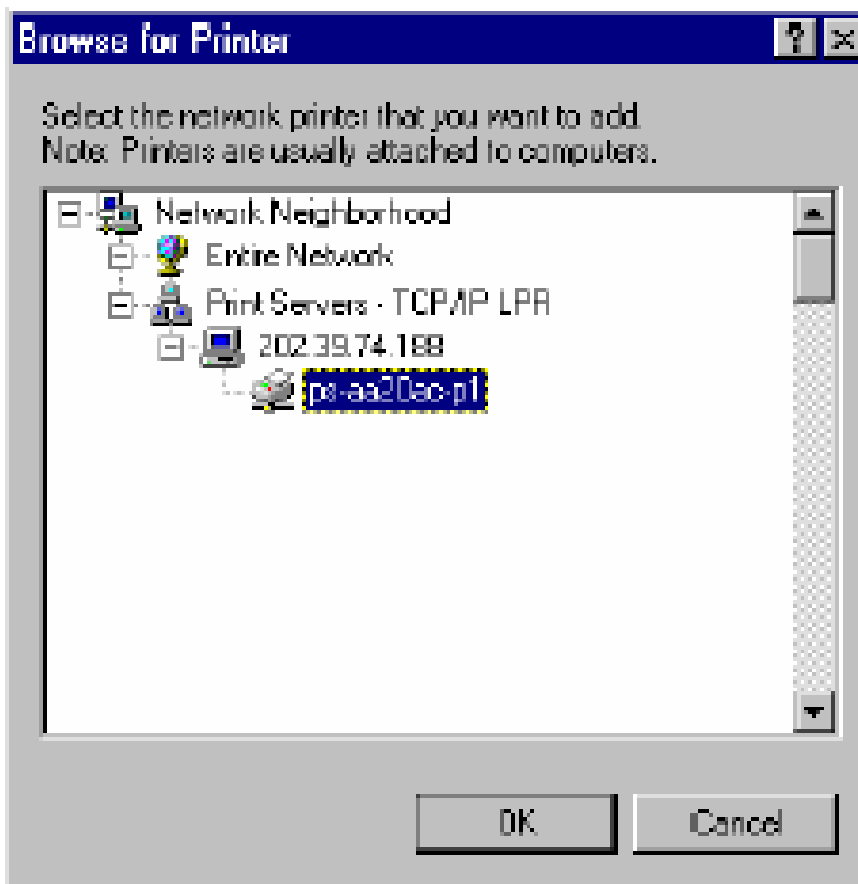 Browse for Printer
Select the network printer that you want to add.
Note: Printers are usually attached to computers.
Network Neighborhood
Entire Network
Print Servers - TCP/IP LPR
202.39.74.188
ps-aa20ac-p1
OK
Cancel